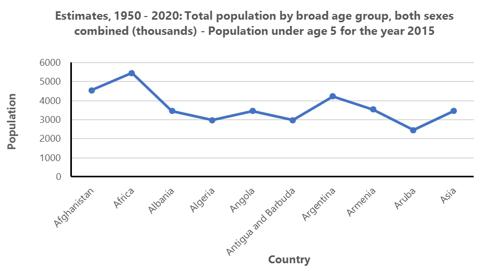 Estimates, 1950 - 2020: Total population by broad age group, both sexes
combined (thousands) - Population under age 5 for the year 2015
6000
5000
4000
3000
2000
1000
0
Population
Afghanistan
Africa
Albania
Algeria
Angola
Antigua and Barbuda
Argentina
Armenia
Aruba
Asia
Country